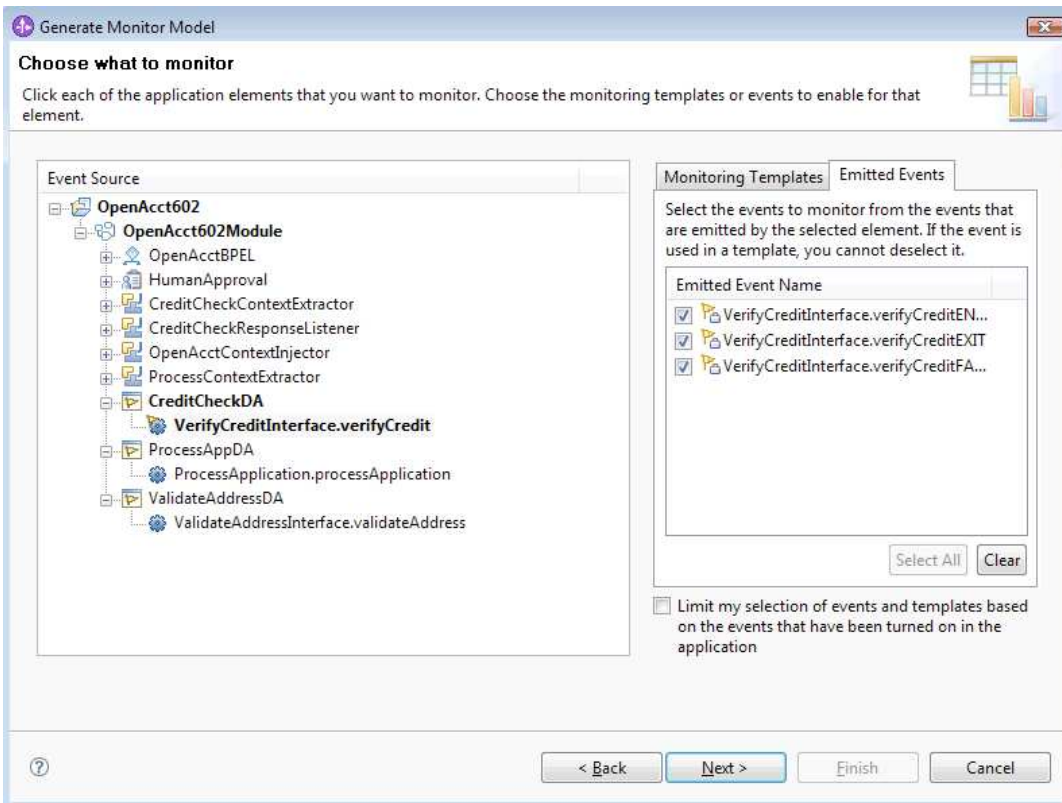 Generate Monitor Model
Choose what to monitor
Click each of the application elements that you want to monitor. Choose the monitoring templates or events to enable for that
element.
Event Source
OpenAcct602
OpenAcct602Module
OpenAcctBPEL
HumanApproval
CreditCheckContextExtractor
CreditCheckResponseListener
OpenAcctContextInjector
ProcessContextExtractor
CreditCheckDA
VerifyCreditInterface.verifyCredit
ProcessAppDA
ProcessApplication.processApplication
ValidateAddressDA
ValidateAddressInterface.validateAddress
Monitoring Templates
Emitted Events
Select the events to monitor from the events that
are emitted by the selected element. If the event is
used in a template, you cannot deselect it.
Emitted Event Name
VerifyCreditInterface.verifyCreditEN...
VerifyCreditInterface.verifyCreditEXIT
VerifyCreditInterface.verifyCreditFA...
Select All
Clear
Limit my selection of events and templates based
on the events that have been turned on in the
application
?
< Back
Next >
Finish
Cancel